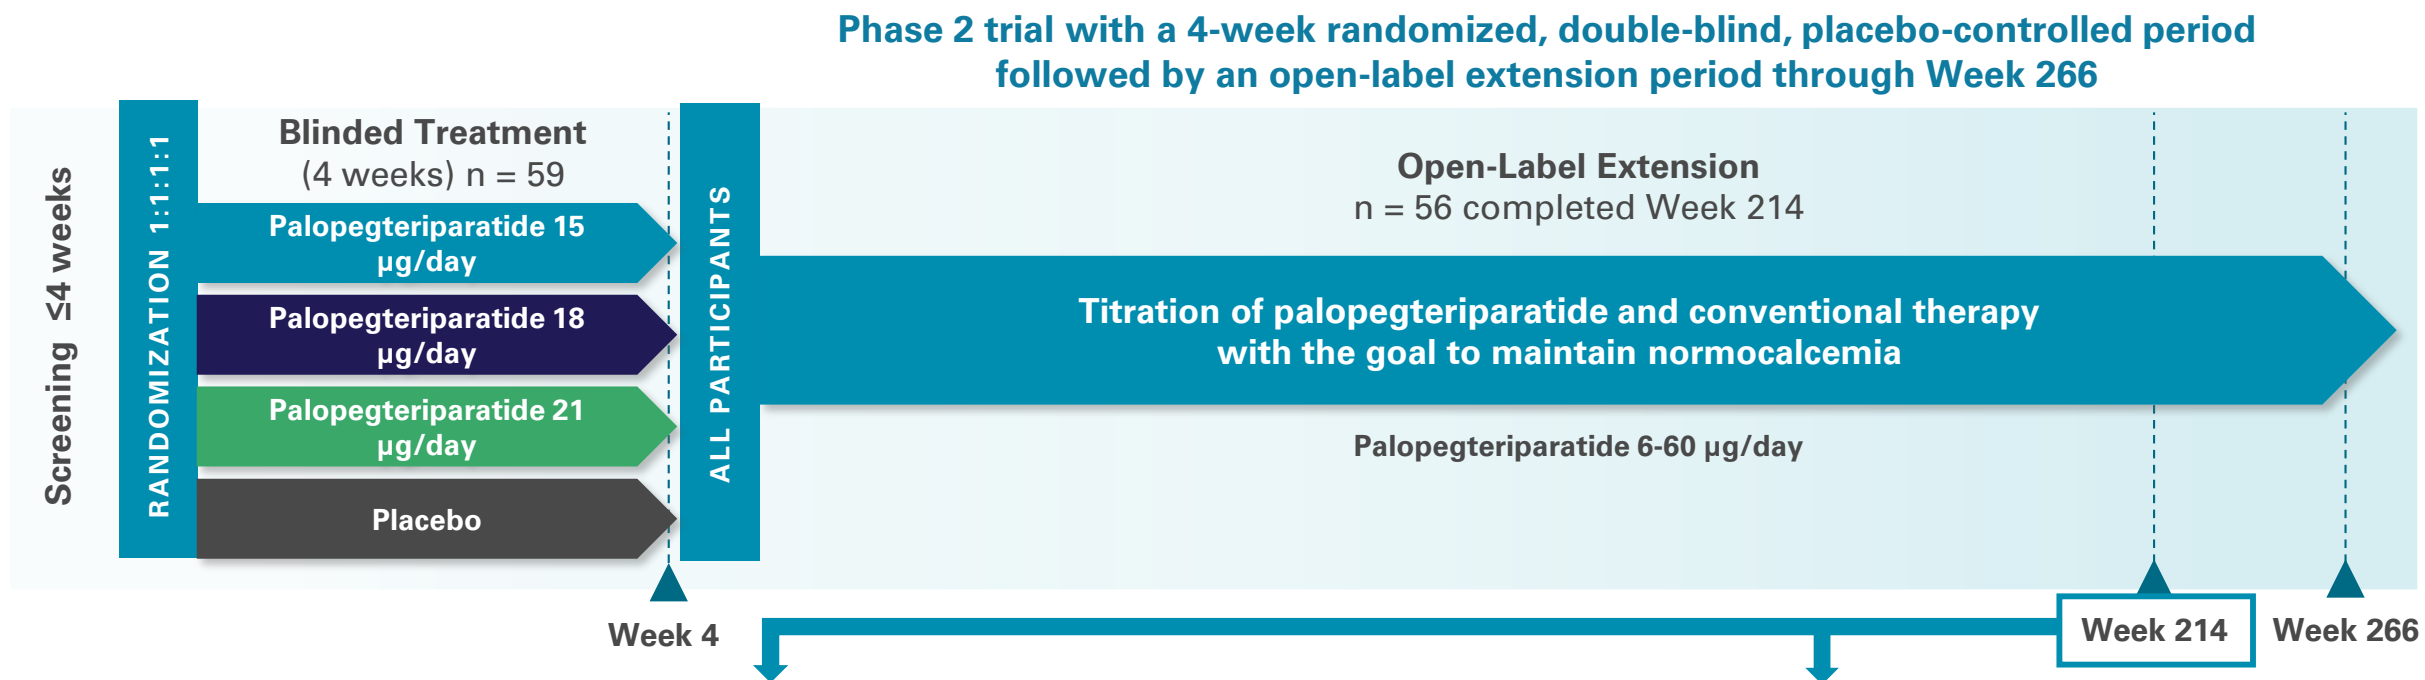 Phase 2 trial with a 4-week randomized, double-blind, placebo-controlled period
followed by an open-label extension period through Week 266
Screening ≤4 weeks
RANDOMIZATION 1:1:1:1
Blinded Treatment
(4 weeks) n = 59
Palopegteriparatide 15
µg/day
Palopegteriparatide 18
µg/day
Palopegteriparatide 21
µg/day
Placebo
ALL PARTICIPANTS
Open-Label Extension
n = 56 completed Week 214
Titration of palopegteriparatide and conventional therapy
with the goal to maintain normocalcemia
Palopegteriparatide 6-60 µg/day
Week 4
Week 214
Week 266